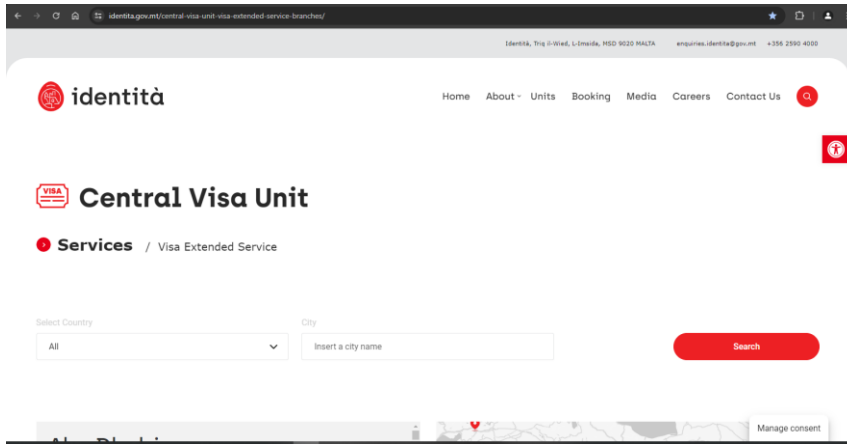 identita.gov.mt/central-visa-unit-visa-extended-service-branches/
Identità, Triq il-Wied, L-Imsida, MSD 9020 MALTA enquiries.identita@gov.mt +356 2590 4000
identità
Home About Units Booking Media Careers Contact Us
VISA
Central Visa Unit
Services / Visa Extended Service
Select Country City
All Insert a city name Search
Manage consent